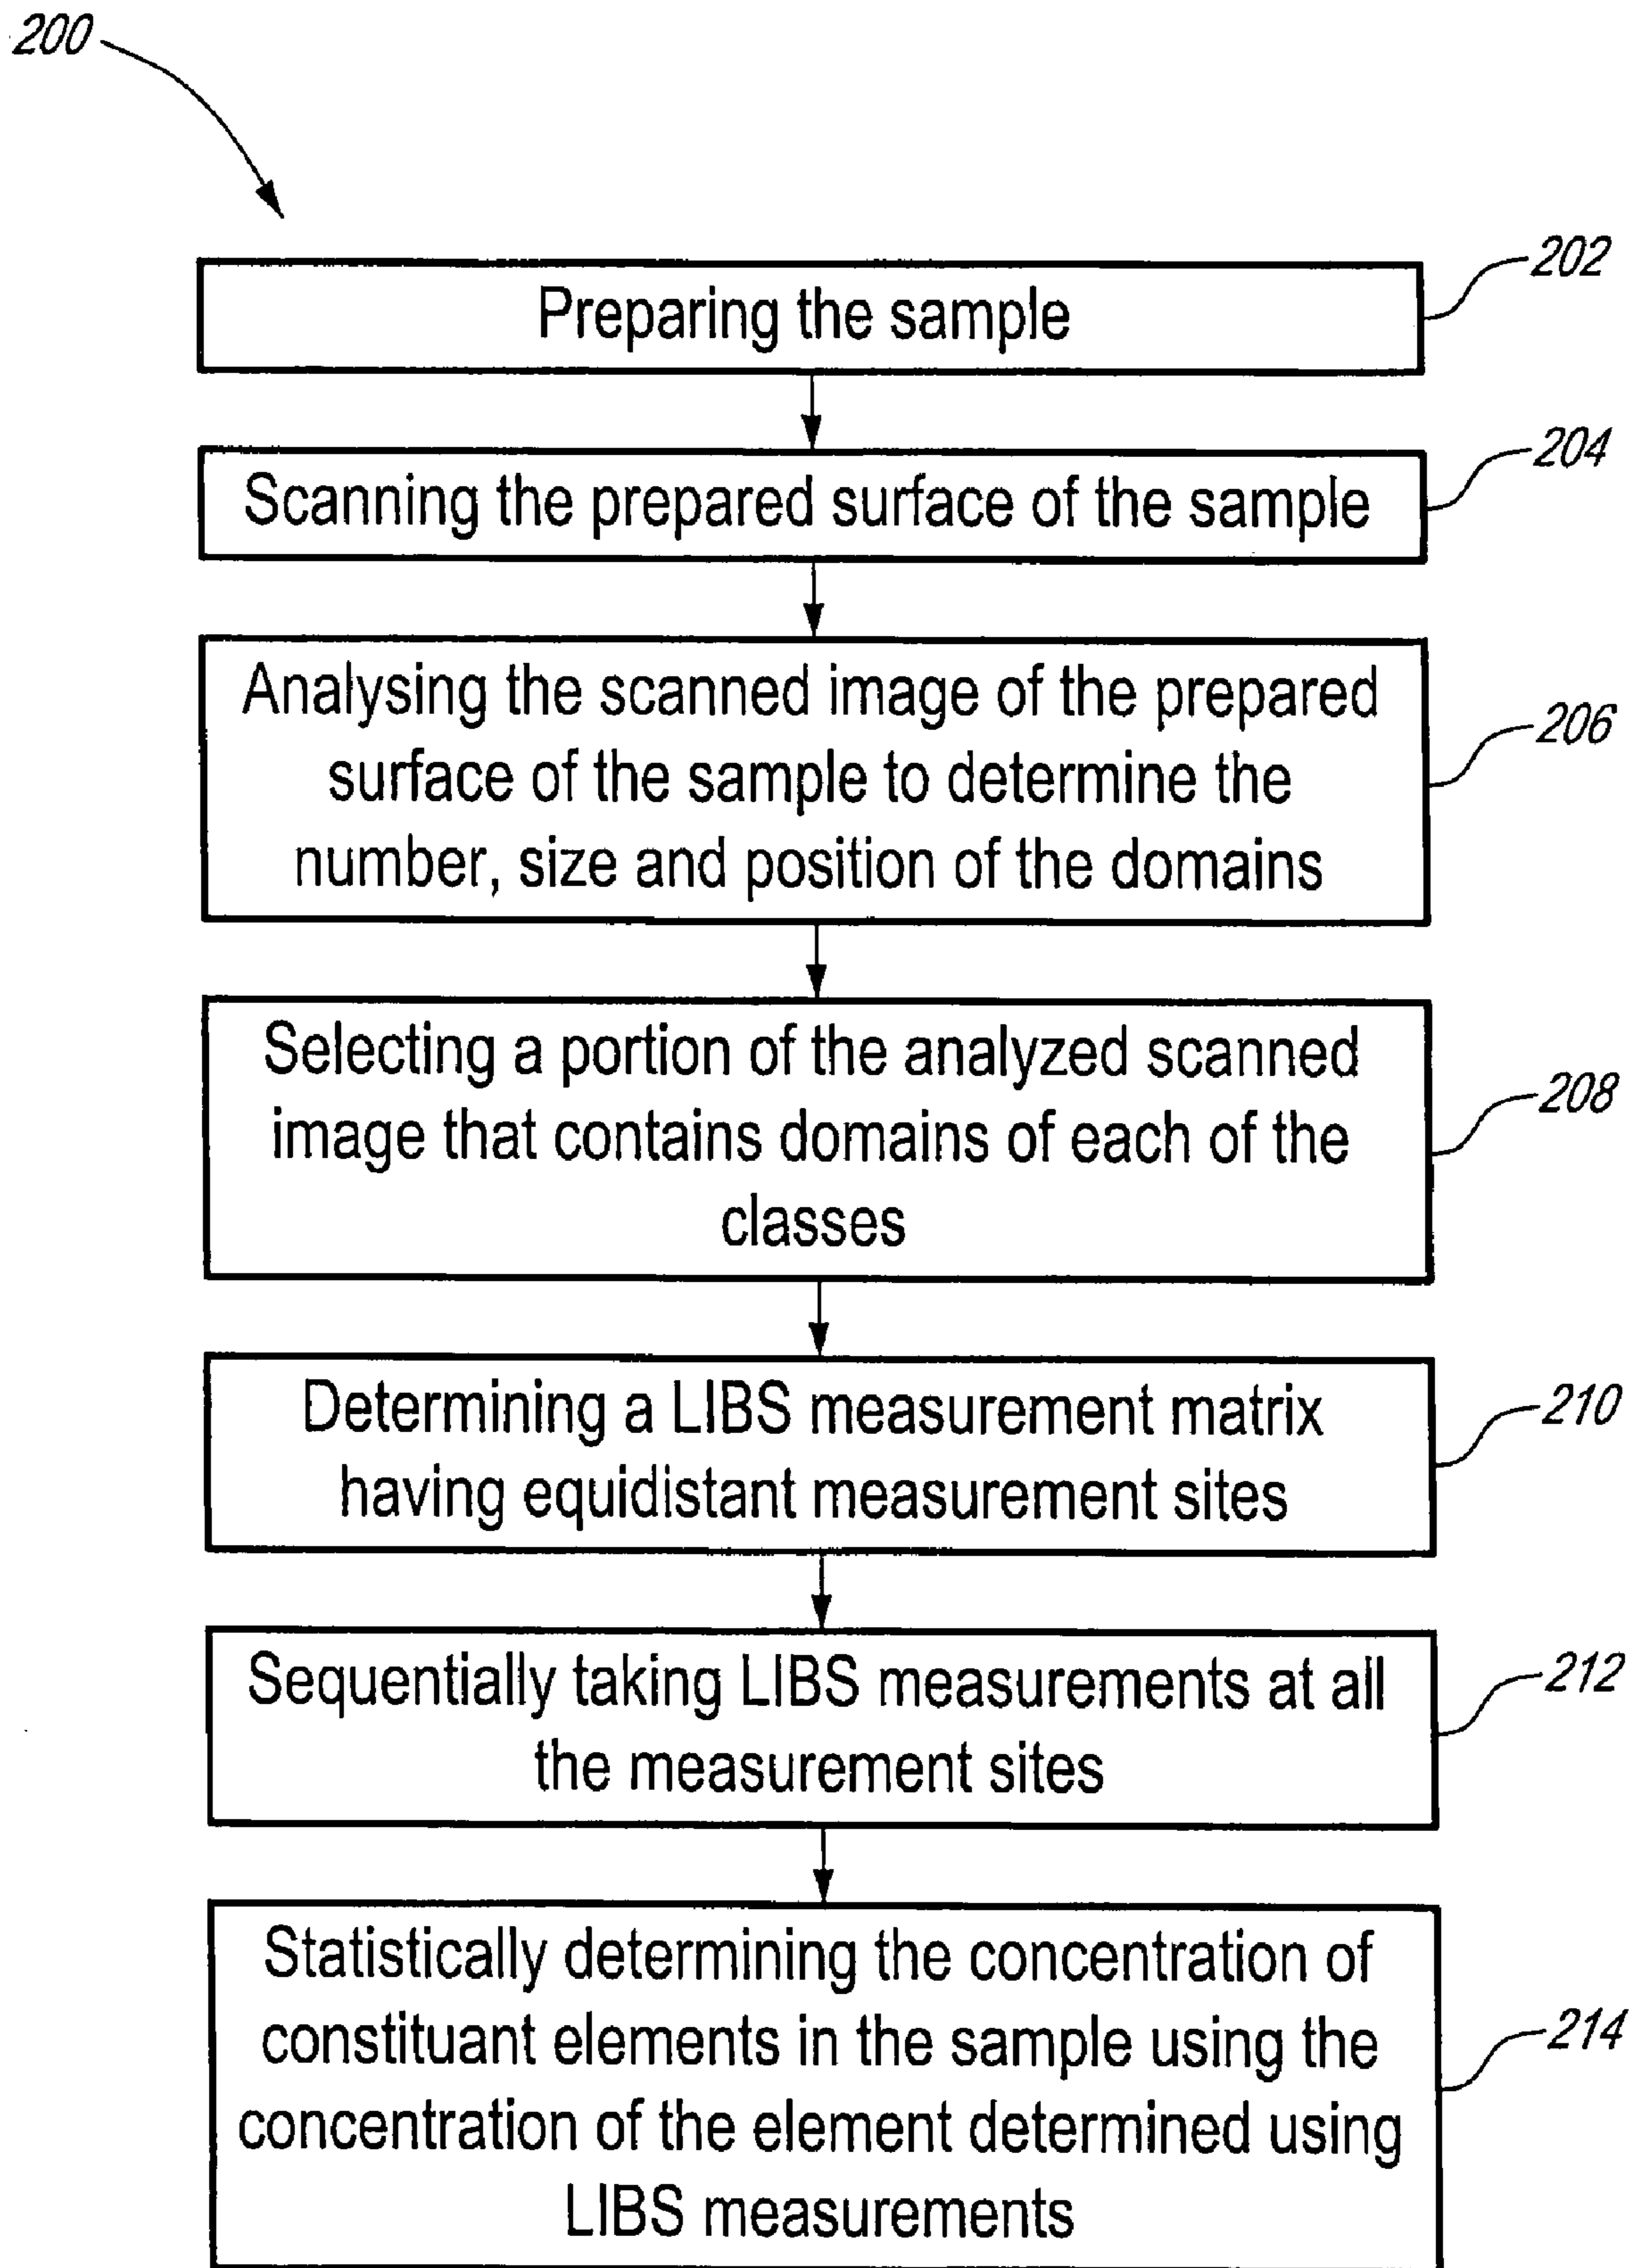 200
202
Preparing the sample
204
Scanning the prepared surface of the sample
Analysing the scanned image of the prepared
206
surface of the sample to determine the
number, size and position of the domains
Selecting a portion of the analyzed scanned
208
image that contains domains of each of the
classes
Determining a LIBS measurement matrix
210
having equidistant measurement sites
Sequentially taking LIBS measurements at all
212
the measurement sites
Statistically determining the concentration of
214
constituant elements in the sample using the
concentration of the element determined using
LIBS measurements